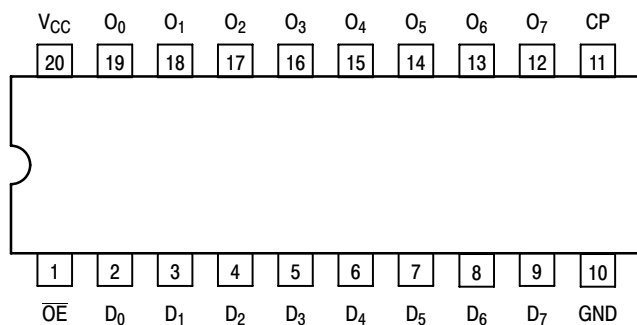 V_CC O₀ O₁ O₂ O₃ O₄ O₅ O₆ O₇ CP
20 19 18 17 16 15 14 13 12 11
1 2 3 4 5 6 7 8 9 10
O̅E̅ D₀ D₁ D₂ D₃ D₄ D₅ D₆ D₇ GND